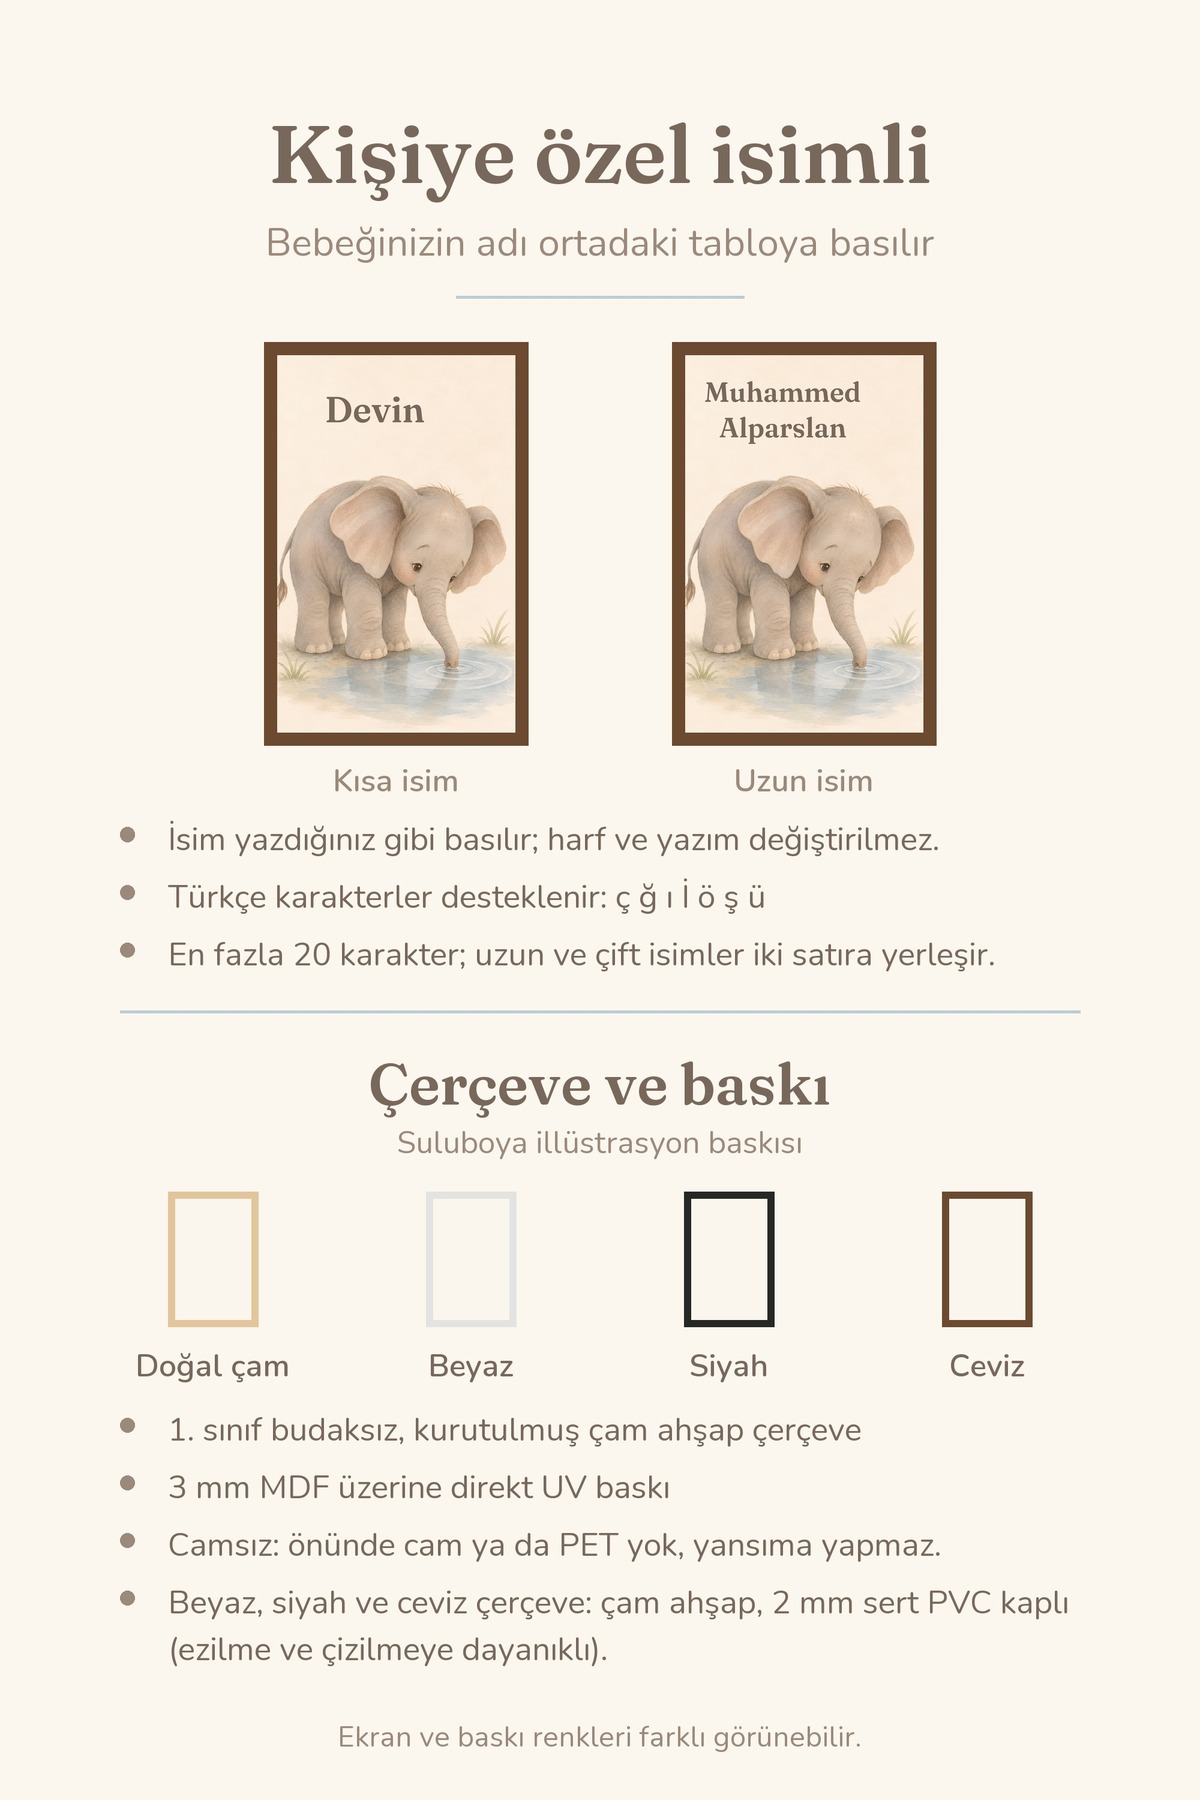 Kişiye özel isimli
Bebeğinizin adı ortadaki tabloya basılır
Devin
Muhammed
Alparslan
Kısa isim
Uzun isim
İsim yazdığınız gibi basılır; harf ve yazım değiştirilmez.
Türkçe karakterler desteklenir: ç ğ ı İ ö ş ü
En fazla 20 karakter; uzun ve çift isimler iki satıra yerleşir.
Çerçeve ve baskı
Suluboya illüstrasyon baskısı
Doğal çam
Beyaz
Siyah
Ceviz
1. sınıf budaksız, kurutulmuş çam ahşap çerçeve
3 mm MDF üzerine direkt UV baskı
Camsız: önünde cam ya da PET yok, yansıma yapmaz.
Beyaz, siyah ve ceviz çerçeve: çam ahşap, 2 mm sert PVC kaplı
(ezilme ve çizilmeye dayanıklı).
Ekran ve baskı renkleri farklı görünebilir.